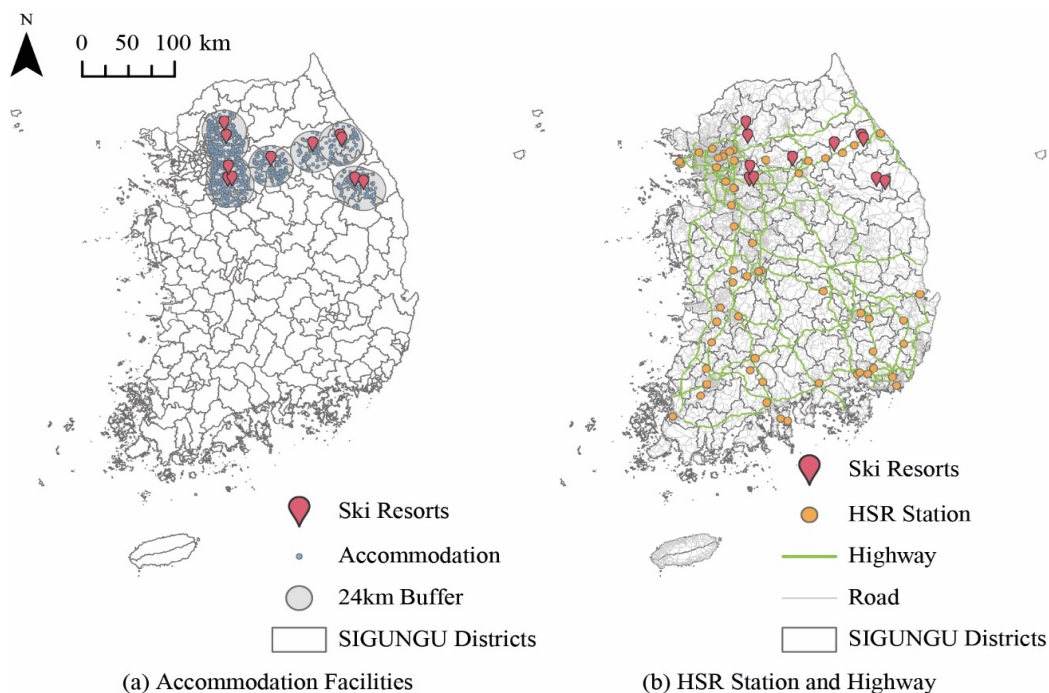 N
0 50 100 km
Ski Resorts
Accommodation
24km Buffer
SIGUNGU Districts
(a) Accommodation Facilities
Ski Resorts
HSR Station
Highway
Road
SIGUNGU Districts
(b) HSR Station and Highway